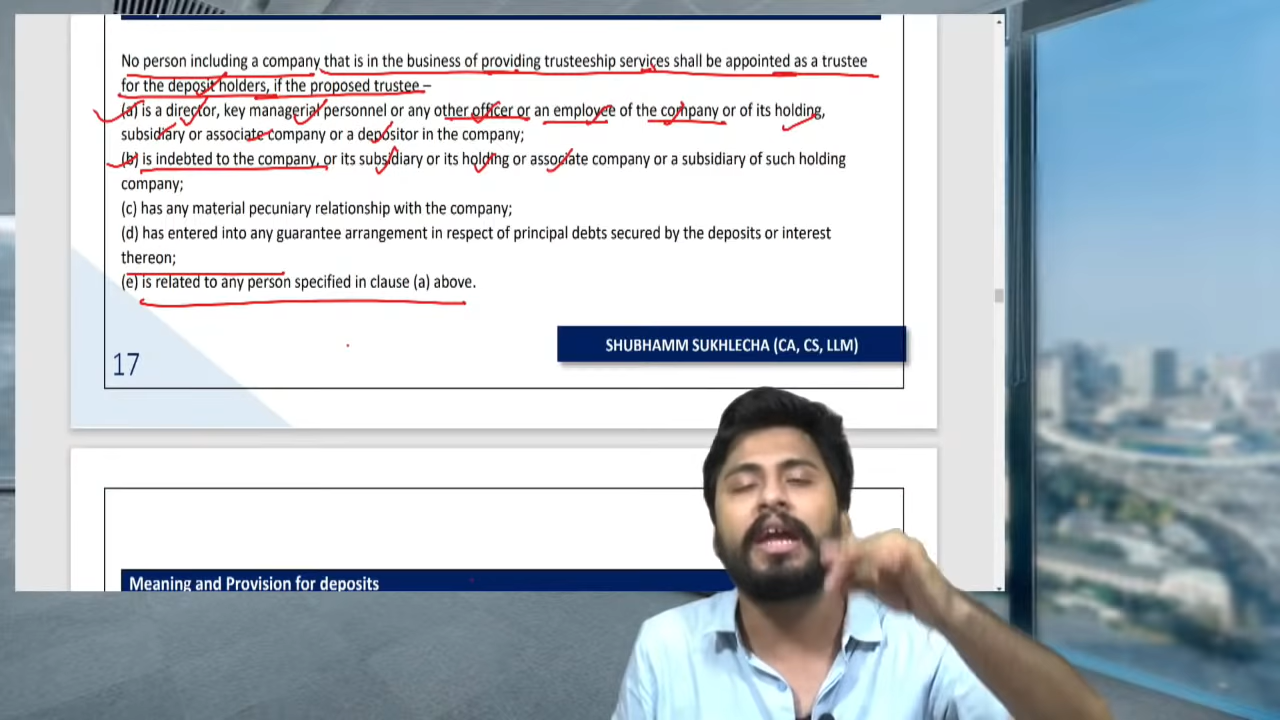 No person including a company that is in the business of providing trusteeship services shall be appointed as a trustee
for the deposit holders, if the proposed trustee –
(a) is a director, key managerial personnel or any other officer or an employee of the company or of its holding,
subsidiary or associate company or a depositor in the company;
(b) is indebted to the company, or its subsidiary or its holding or associate company or a subsidiary of such holding
company;
(c) has any material pecuniary relationship with the company;
(d) has entered into any guarantee arrangement in respect of principal debts secured by the deposits or interest
thereon;
(e) is related to any person specified in clause (a) above.
SHUBHAMM SUKHLECHA (CA, CS, LLM)
17
Meaning and Provision for deposits